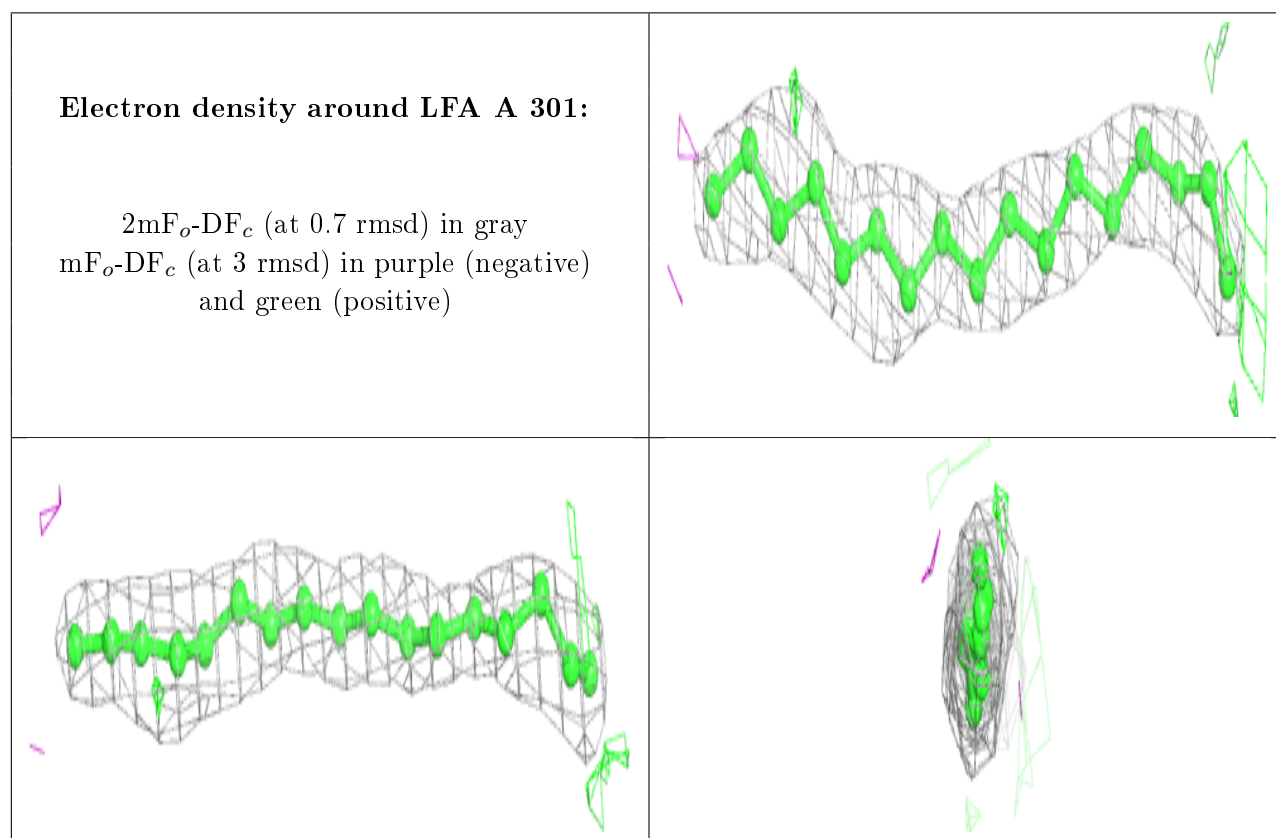 Electron density around LFA A 301:
2mFo-DFc (at 0.7 rmsd) in gray
mFo-DFc (at 3 rmsd) in purple (negative)
and green (positive)